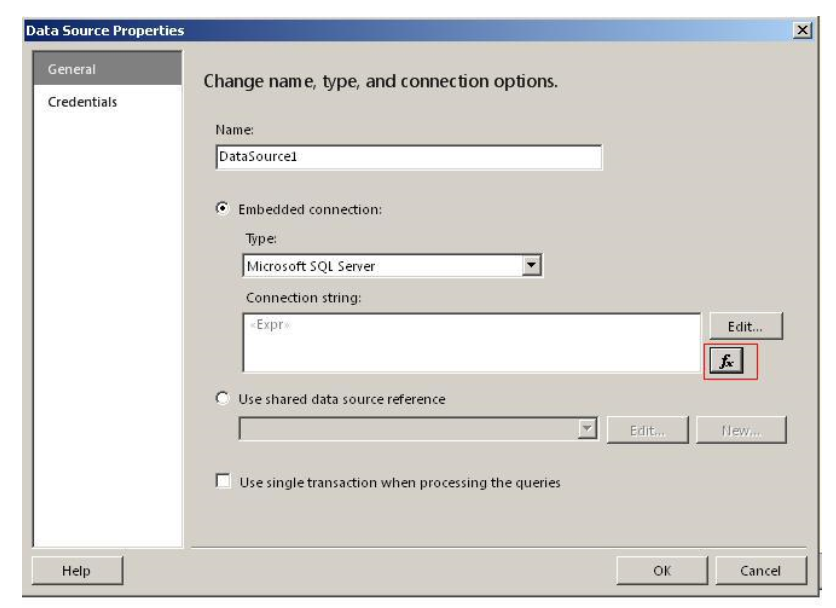 Data Source Properties
General
Credentials
Change name, type, and connection options.
Name:
DataSource1
Embedded connection:
Type:
Microsoft SQL Server
Connection string:
«Expr»
Edit...
fx
Use shared data source reference
Edit...
New...
Use single transaction when processing the queries
Help
OK
Cancel